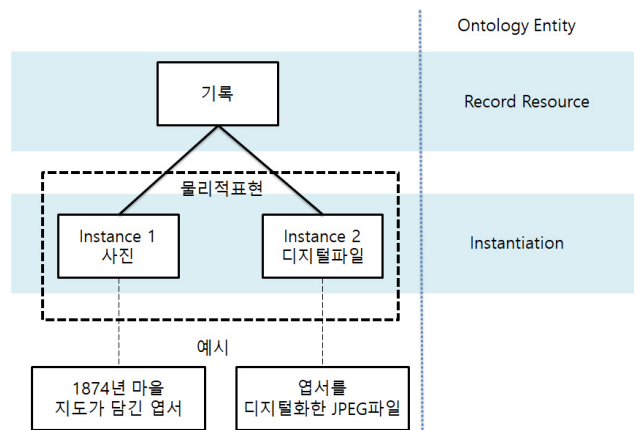 Ontology Entity
기록
Record Resource
물리적표현
Instance 1
사진
Instance 2
디지털파일
Instantiation
예시
1874년 마을
지도가 담긴 엽서
엽서를
디지털화한 JPEG파일